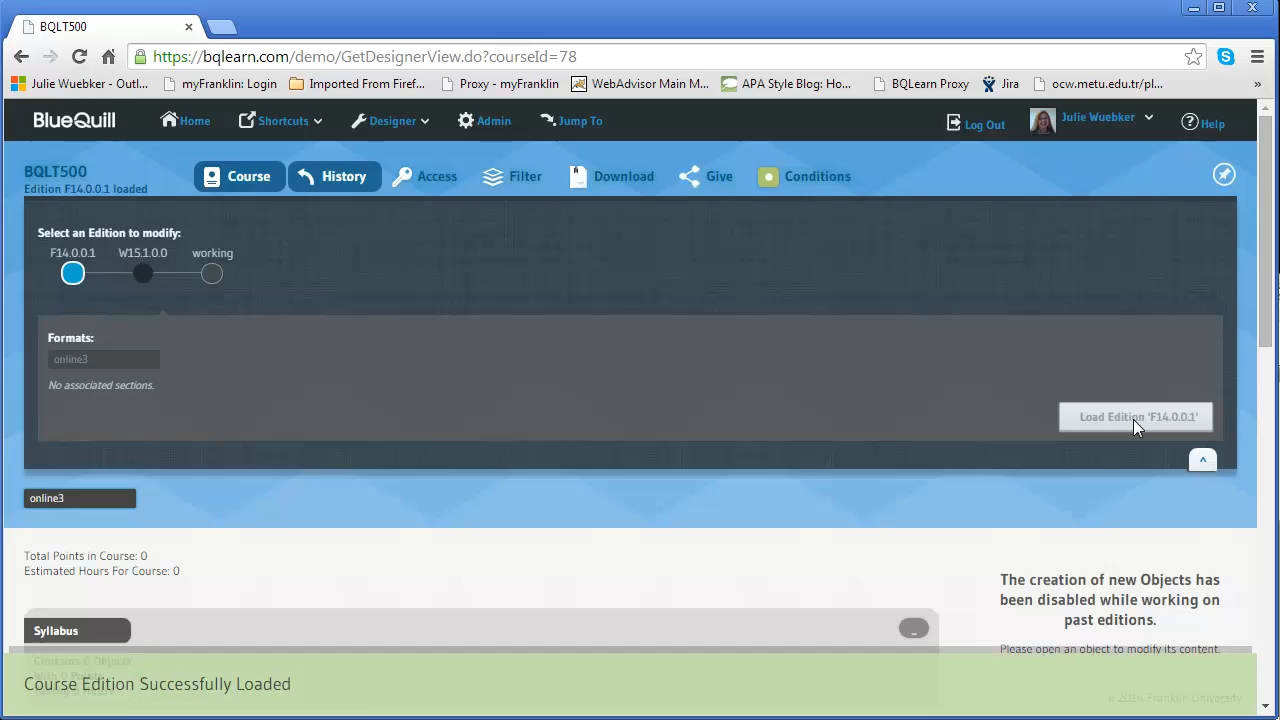 BQLT500
https://bqlearn.com/demo/GetDesignerView.do?courseId=78
Julie Wuebker - Outl... myFranklin: Login Imported From Firef... Proxy - myFranklin WebAdvisor Main M... APA Style Blog: Ho... BQLearn Proxy Jira ocw.metu.edu.tr/pl... »
BLUEQUILL Home Shortcuts Designer Admin Jump To Log Out Julie Wuebker Help
BQLT500
Edition F14.0.0.1 loaded
Course History Access Filter Download Give Conditions
Select an Edition to modify:
F14.0.0.1 W15.1.0.0 working
Formats:
online3
No associated sections.
Load Edition 'F14.0.0.1'
^
online3
Total Points in Course: 0
Estimated Hours For Course: 0
The creation of new Objects has
been disabled while working on
past editions.
Please open an object to modify its content.
Syllabus
Contains 6 Objects
Course Edition Successfully Loaded
Franklin University